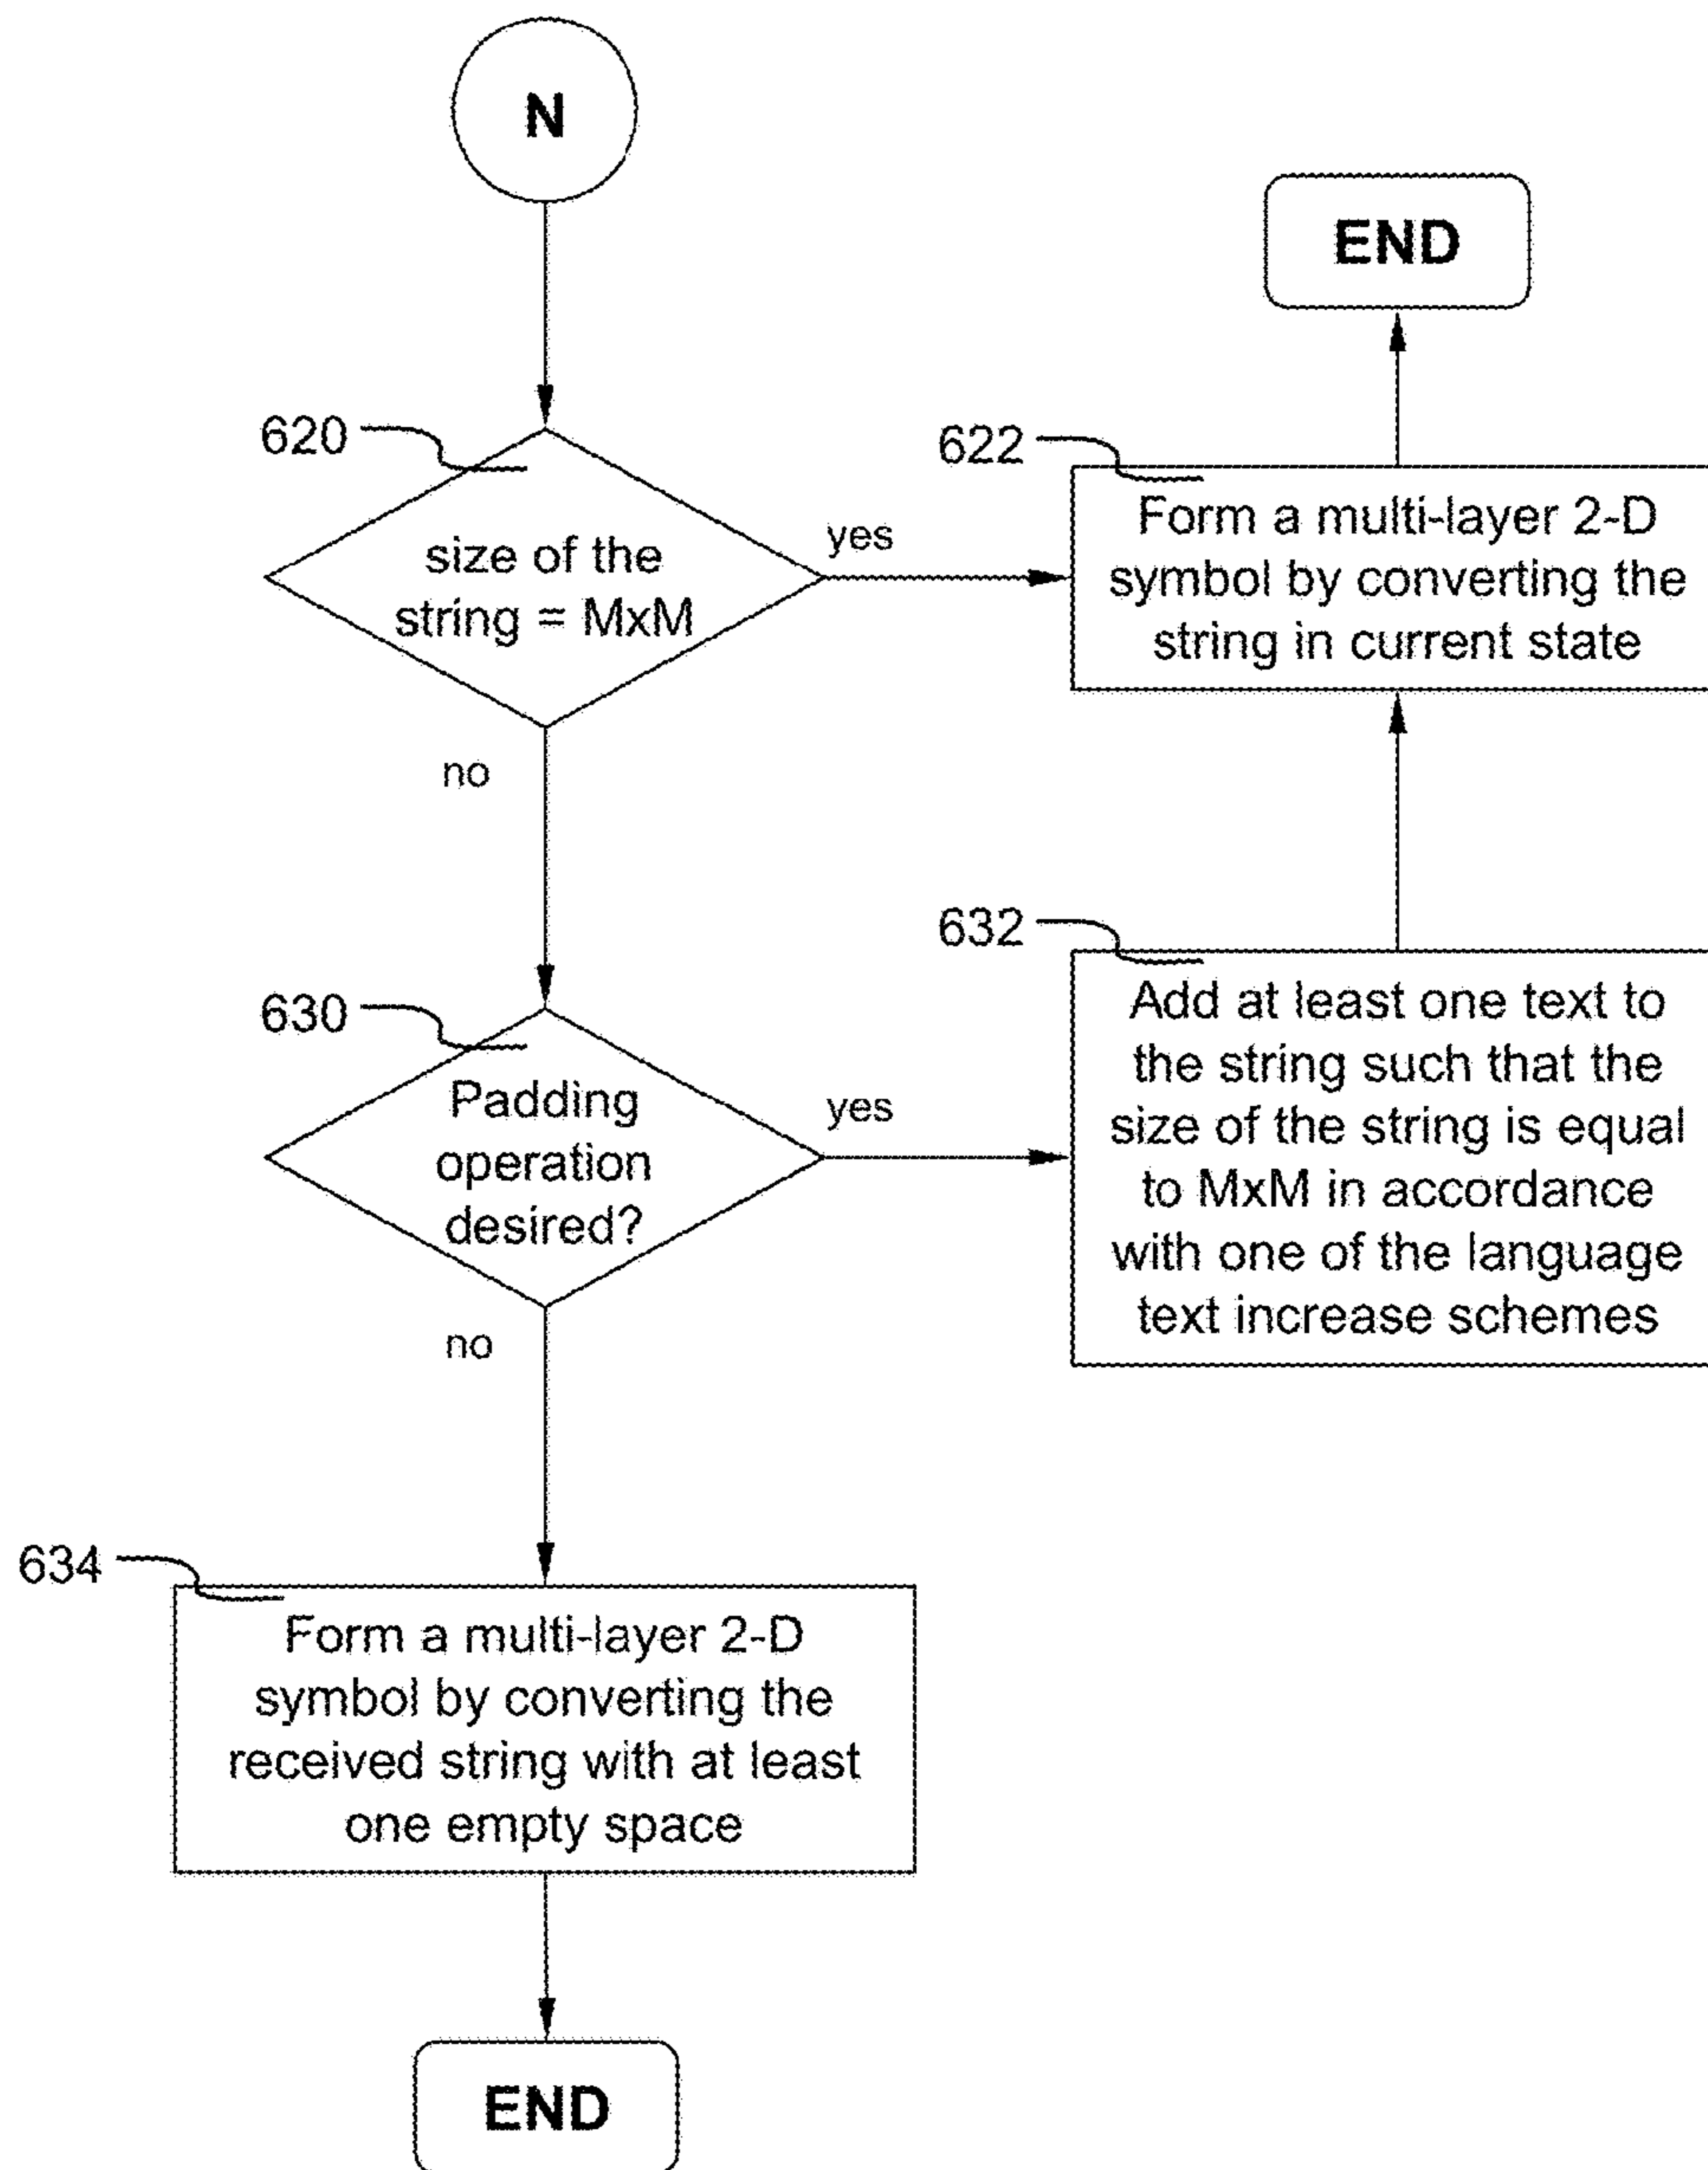 N
END
620
size of the
string = MxM
yes
622
Form a multi-layer 2-D
symbol by converting the
string in current state
no
630
Padding
operation
desired?
yes
632
Add at least one text to
the string such that the
size of the string is equal
to MxM in accordance
with one of the language
text increase schemes
no
634
Form a multi-layer 2-D
symbol by converting the
received string with at least
one empty space
END